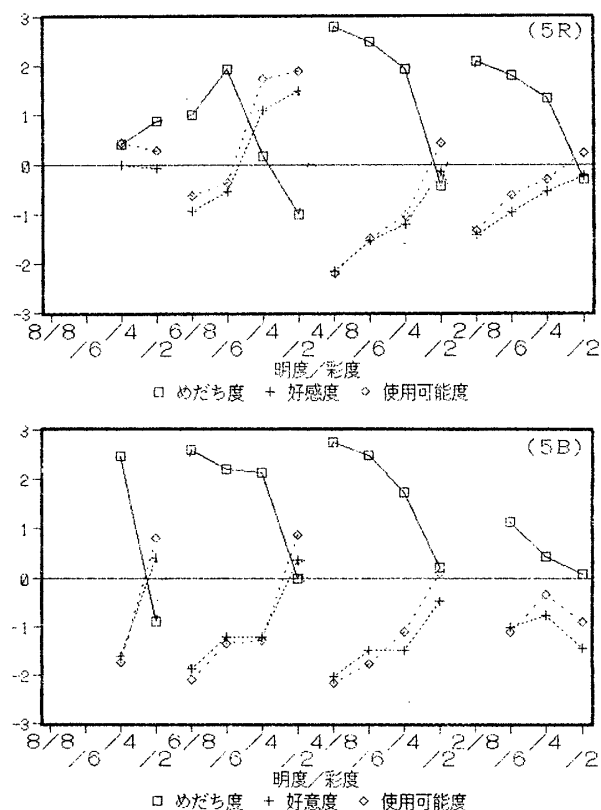 3
(5R)
2
1
0
-1
-2
-3
8/8 /6 /4 /2 6/8 /6 /4 /2 4/8 /6 /4 /2 2/8 /6 /4 /2
明度/彩度
□ めだち度 + 好感度 ◇ 使用可能度
3
(5B)
2
1
0
-1
-2
-3
8/8 /6 /4 /2 6/8 /6 /4 /2 4/8 /6 /4 /2 2/8 /6 /4 /2
明度/彩度
□ めだち度 + 好意度 ◇ 使用可能度